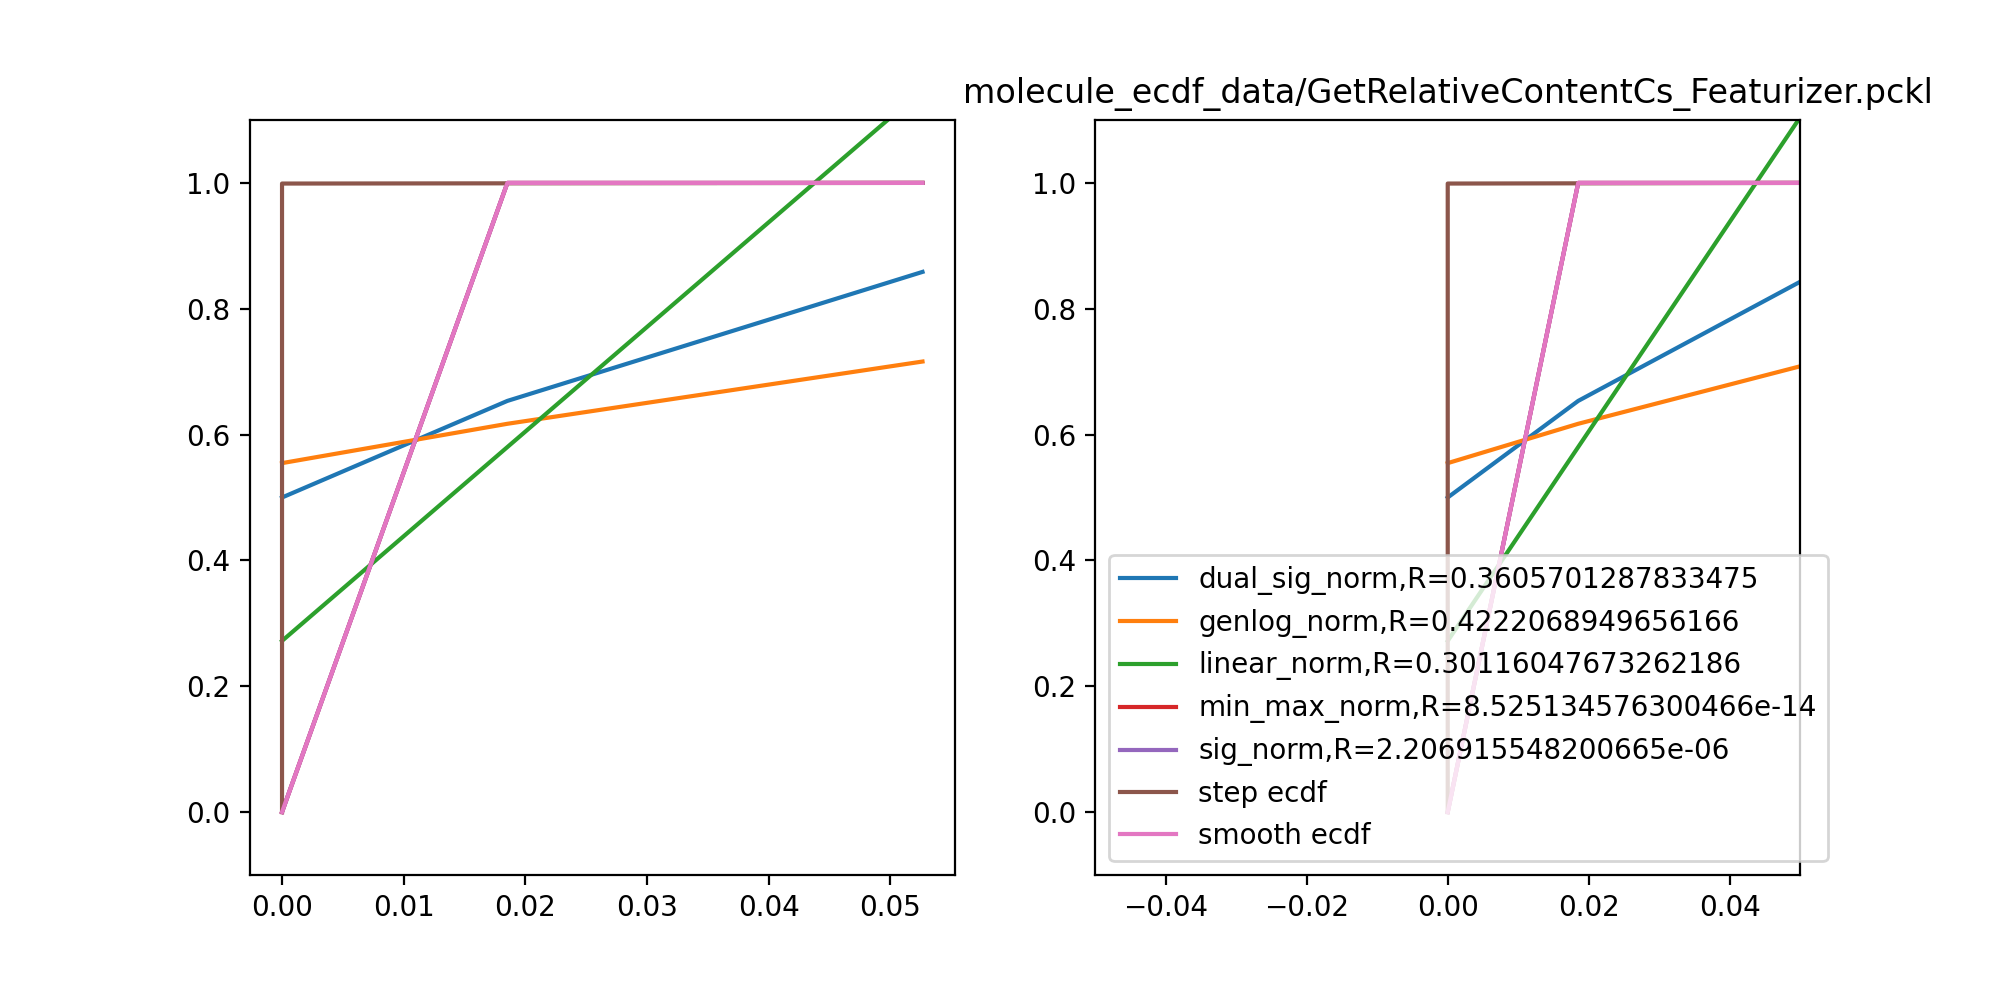 molecule_ecdf_data/GetRelativeContentCs_Featurizer.pckl
1.0
0.8
0.6
0.4
0.2
0.0
0.00 0.01 0.02 0.03 0.04 0.05
1.0
0.8
0.6
0.4
0.2
0.0
dual_sig_norm,R=0.3605701287833475
genlog_norm,R=0.4222068949656166
linear_norm,R=0.30116047673262186
min_max_norm,R=8.525134576300466e-14
sig_norm,R=2.206915548200665e-06
step ecdf
smooth ecdf
−0.04 −0.02 0.00 0.02 0.04